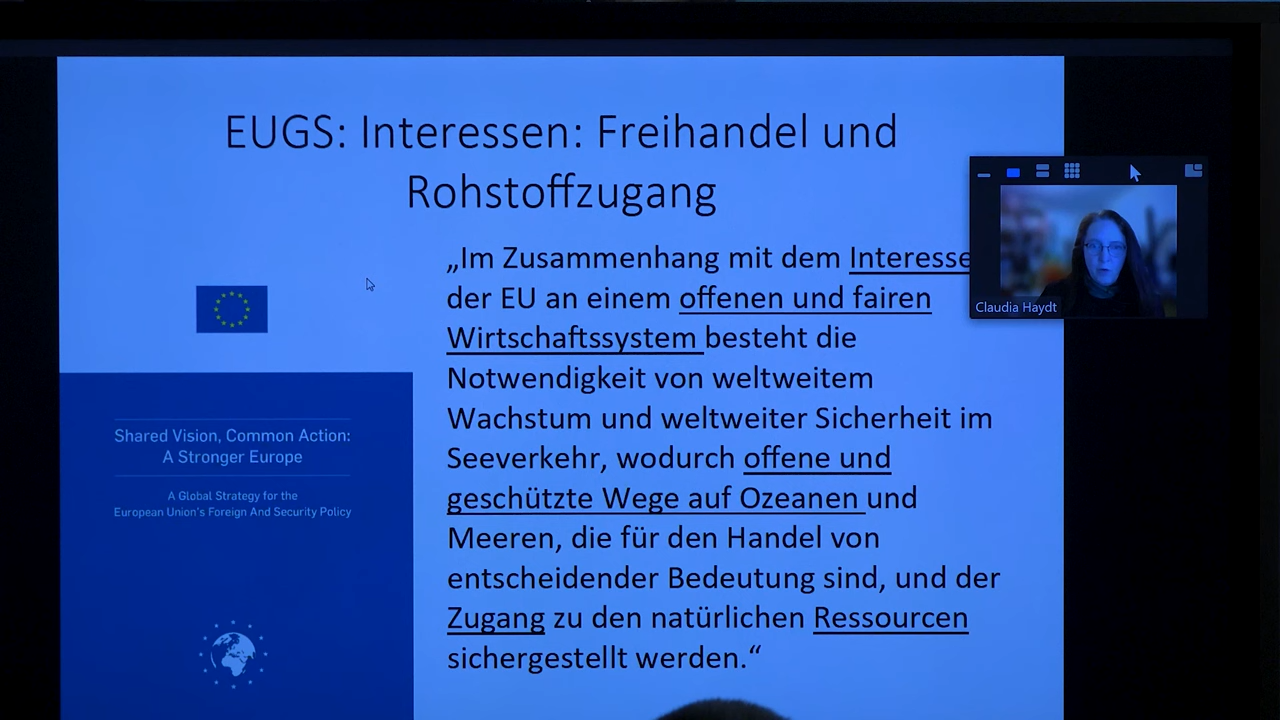 EUGS: Interessen: Freihandel und
Rohstoffzugang
„Im Zusammenhang mit dem Interesse
der EU an einem offenen und fairen
Wirtschaftssystem besteht die
Notwendigkeit von weltweitem
Wachstum und weltweiter Sicherheit im
Seeverkehr, wodurch offene und
geschützte Wege auf Ozeanen und
Meeren, die für den Handel von
entscheidender Bedeutung sind, und der
Zugang zu den natürlichen Ressourcen
sichergestellt werden.“
Shared Vision, Common Action:
A Stronger Europe
A Global Strategy for the
European Union's Foreign And Security Policy
Claudia Haydt